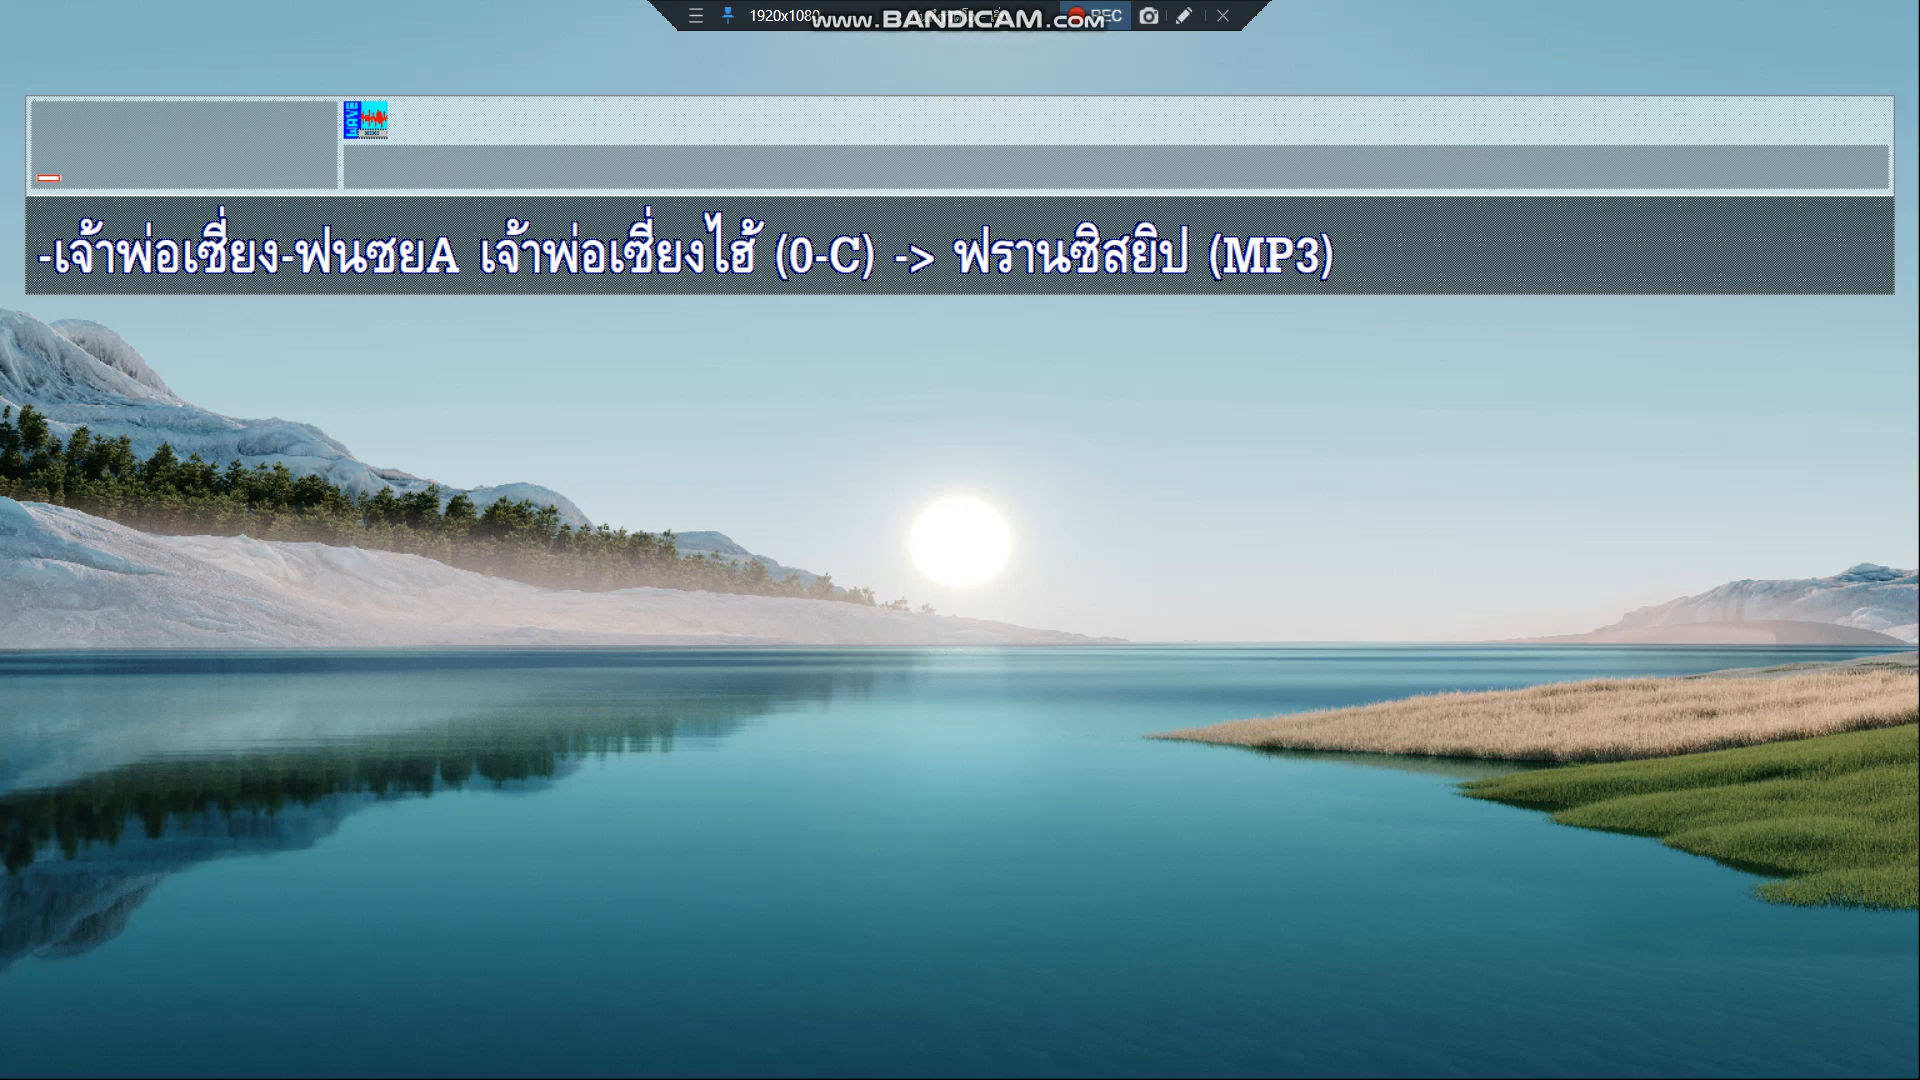 1920x1080
www.BANDICAM.com
REC
WAVE
-เจ้าพ่อเซี่ยง-ฟนซยA เจ้าพ่อเซี่ยงไฮ้ (0-C) -> ฟรานซิสยิป (MP3)